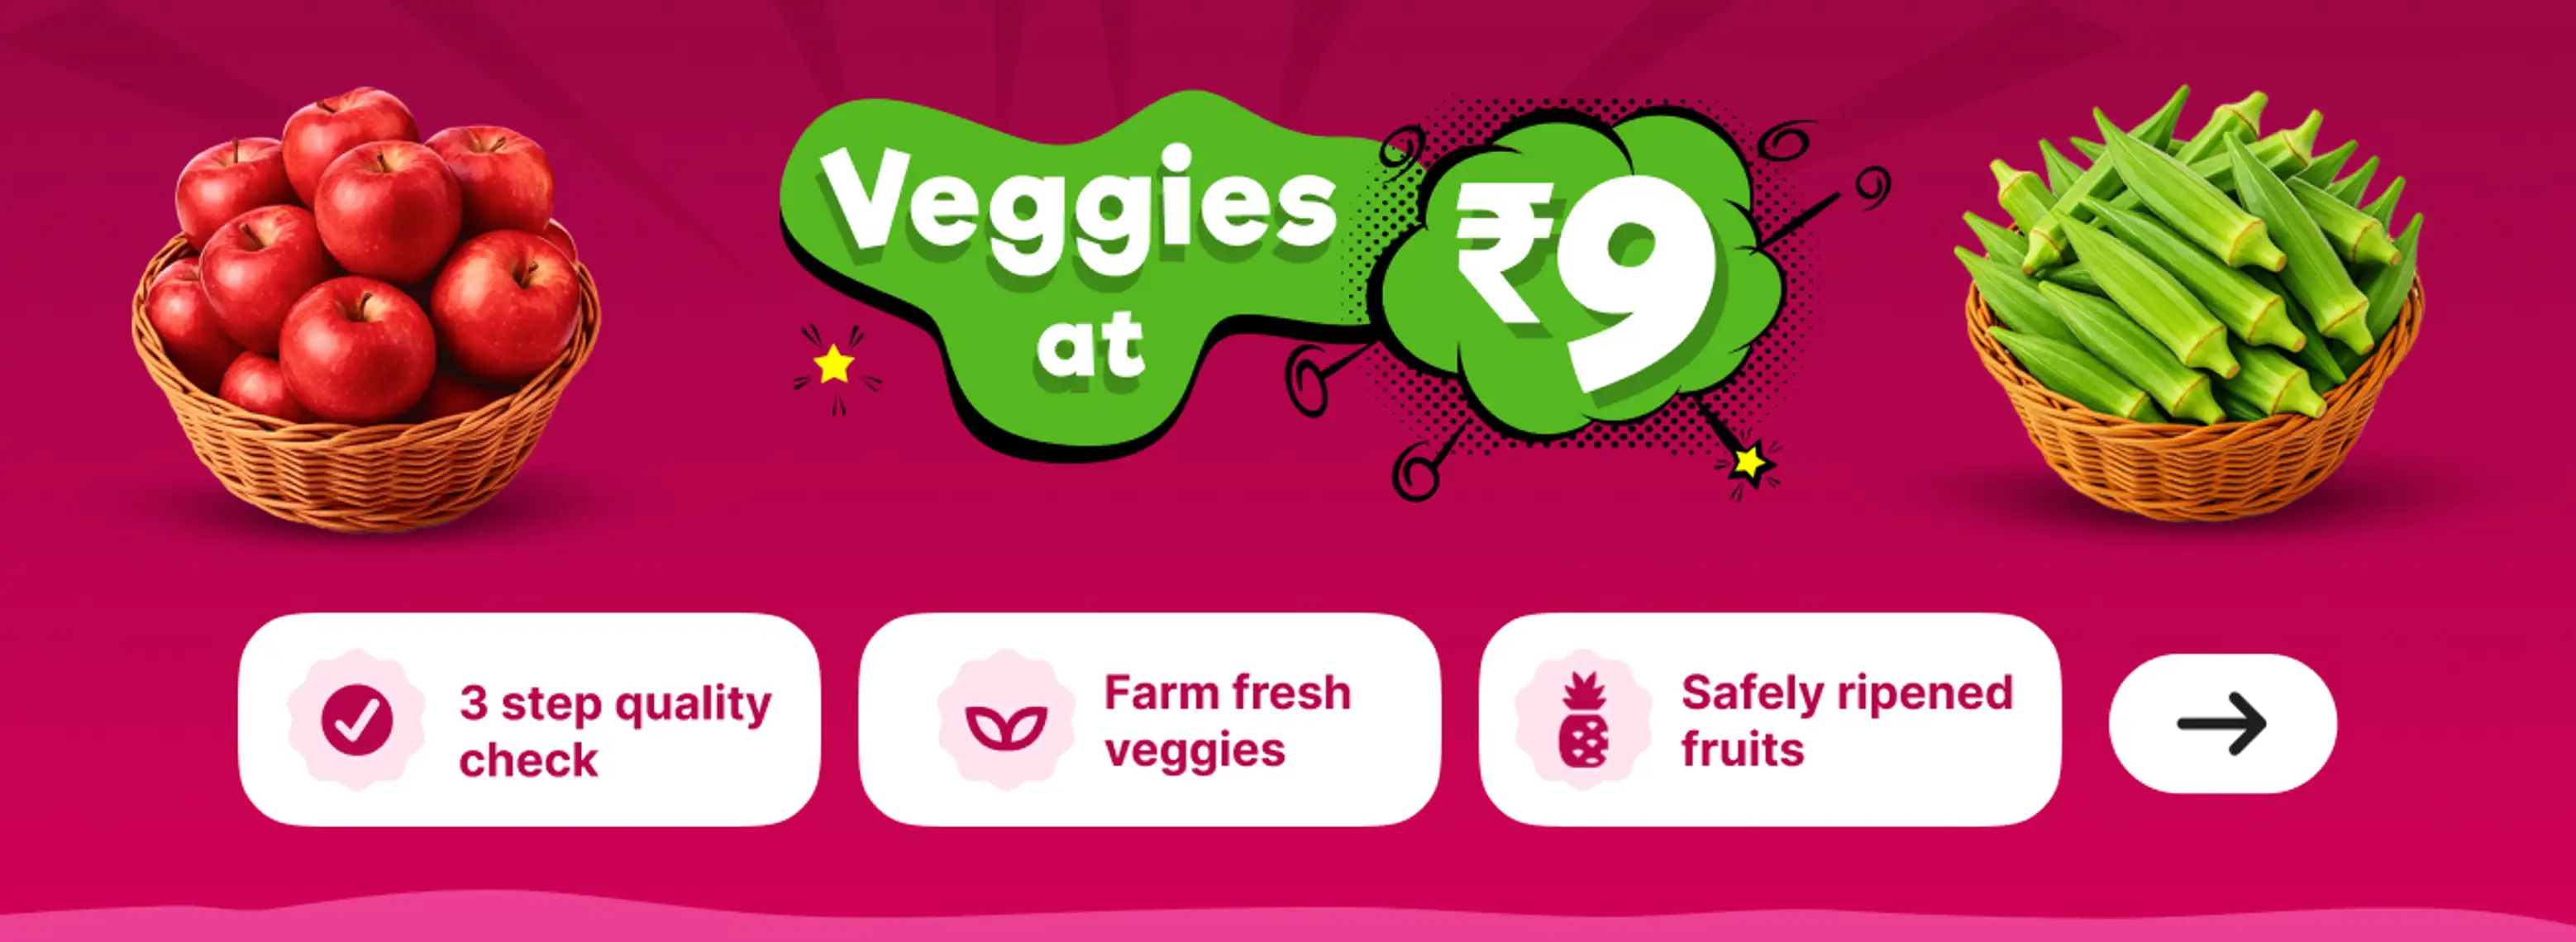 Veggies
at
₹9
3 step quality
check
Farm fresh
veggies
Safely ripened
fruits